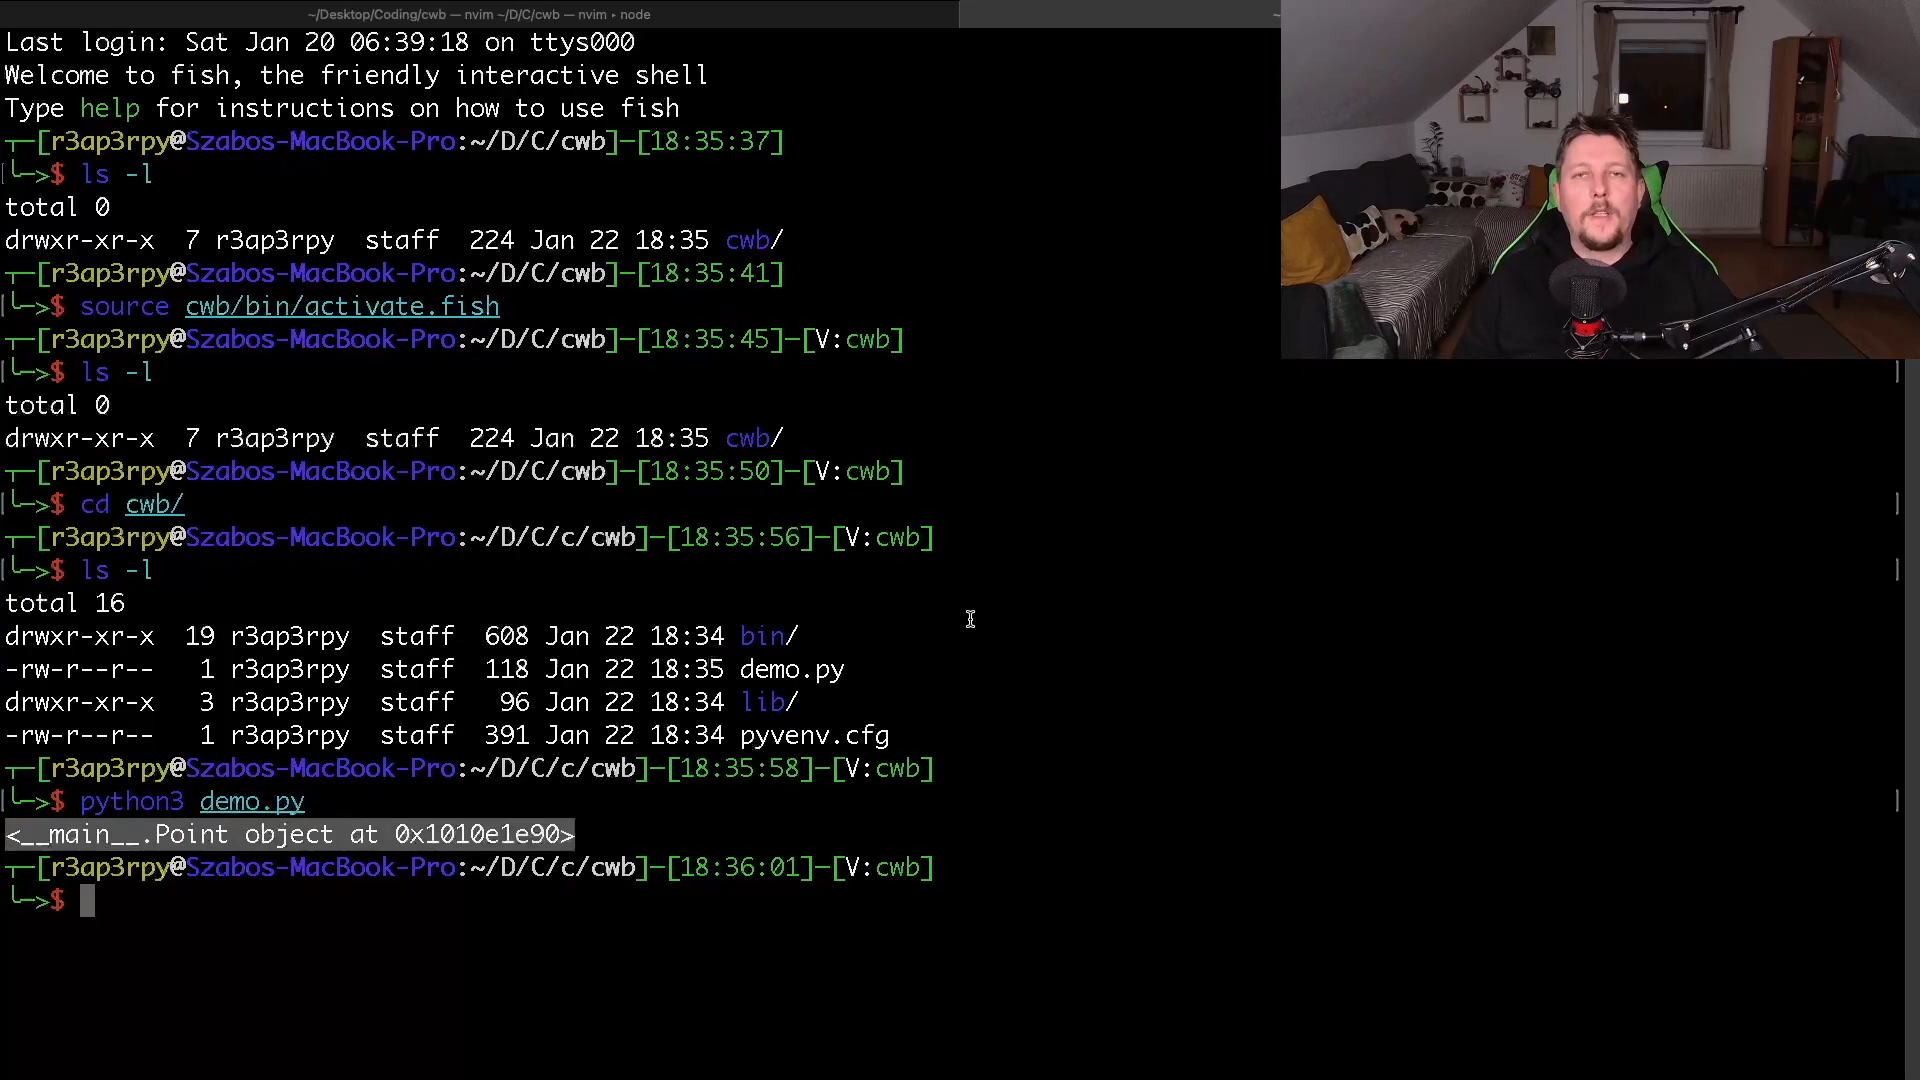 ~/Desktop/Coding/cwb — nvim ~/D/C/cwb — nvim ▸ node
Last login: Sat Jan 20 06:39:18 on ttys000
Welcome to fish, the friendly interactive shell
Type help for instructions on how to use fish
┬─[r3ap3rpy@Szabos-MacBook-Pro:~/D/C/cwb]─[18:35:37]
╰─>$ ls -l
total 0
drwxr-xr-x  7 r3ap3rpy  staff  224 Jan 22 18:35 cwb/
┬─[r3ap3rpy@Szabos-MacBook-Pro:~/D/C/cwb]─[18:35:41]
╰─>$ source cwb/bin/activate.fish
┬─[r3ap3rpy@Szabos-MacBook-Pro:~/D/C/cwb]─[18:35:45]─[V:cwb]
╰─>$ ls -l
total 0
drwxr-xr-x  7 r3ap3rpy  staff  224 Jan 22 18:35 cwb/
┬─[r3ap3rpy@Szabos-MacBook-Pro:~/D/C/cwb]─[18:35:50]─[V:cwb]
╰─>$ cd cwb/
┬─[r3ap3rpy@Szabos-MacBook-Pro:~/D/C/c/cwb]─[18:35:56]─[V:cwb]
╰─>$ ls -l
total 16
drwxr-xr-x  19 r3ap3rpy  staff  608 Jan 22 18:34 bin/
-rw-r--r--   1 r3ap3rpy  staff  118 Jan 22 18:35 demo.py
drwxr-xr-x   3 r3ap3rpy  staff   96 Jan 22 18:34 lib/
-rw-r--r--   1 r3ap3rpy  staff  391 Jan 22 18:34 pyvenv.cfg
┬─[r3ap3rpy@Szabos-MacBook-Pro:~/D/C/c/cwb]─[18:35:58]─[V:cwb]
╰─>$ python3 demo.py
<__main__.Point object at 0x1010e1e90>
┬─[r3ap3rpy@Szabos-MacBook-Pro:~/D/C/c/cwb]─[18:36:01]─[V:cwb]
╰─>$